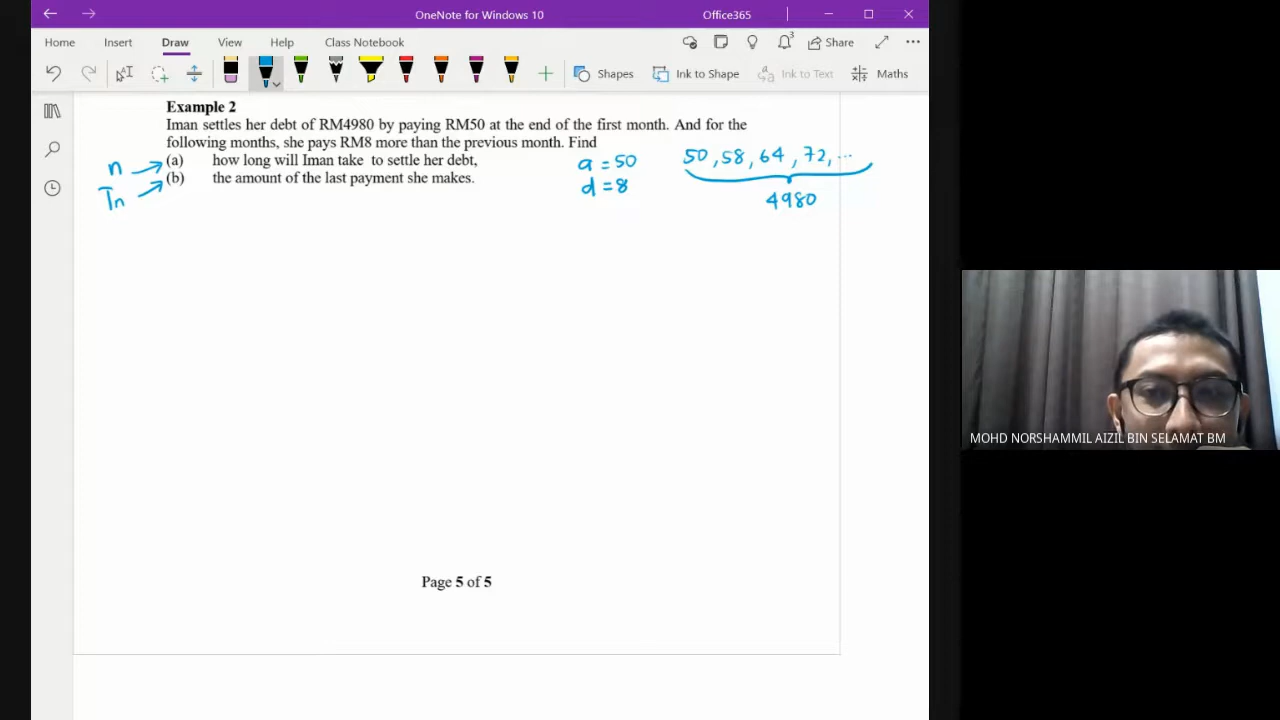 OneNote for Windows 10
Office365
Home Insert Draw View Help Class Notebook
3
Share
Shapes
Ink to Shape
Ink to Text
Maths
Example 2
Iman settles her debt of RM4980 by paying RM50 at the end of the first month. And for the
following months, she pays RM8 more than the previous month. Find
n
(a) how long will Iman take to settle her debt,
Tn
(b) the amount of the last payment she makes.
a = 50
d = 8
50, 58, 64, 72, ...
4980
Page 5 of 5
MOHD NORSHAMMIL AIZIL BIN SELAMAT BM